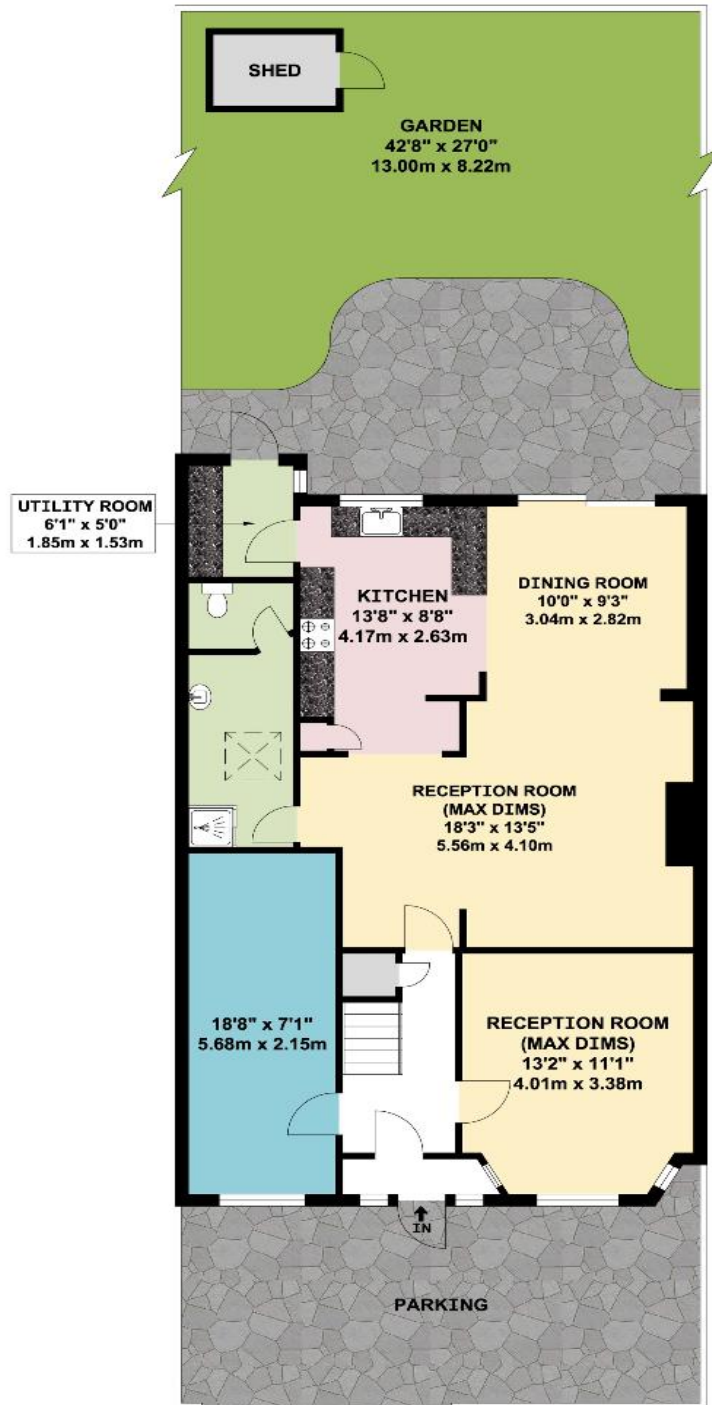 SHED
GARDEN
42'8" x 27'0"
13.00m x 8.22m
UTILITY ROOM
6'1" x 5'0"
1.85m x 1.53m
KITCHEN
13'8" x 8'8"
4.17m x 2.63m
DINING ROOM
10'0" x 9'3"
3.04m x 2.82m
RECEPTION ROOM
(MAX DIMS)
18'3" x 13'5"
5.56m x 4.10m
18'8" x 7'1"
5.68m x 2.15m
RECEPTION ROOM
(MAX DIMS)
13'2" x 11'1"
4.01m x 3.38m
IN
PARKING